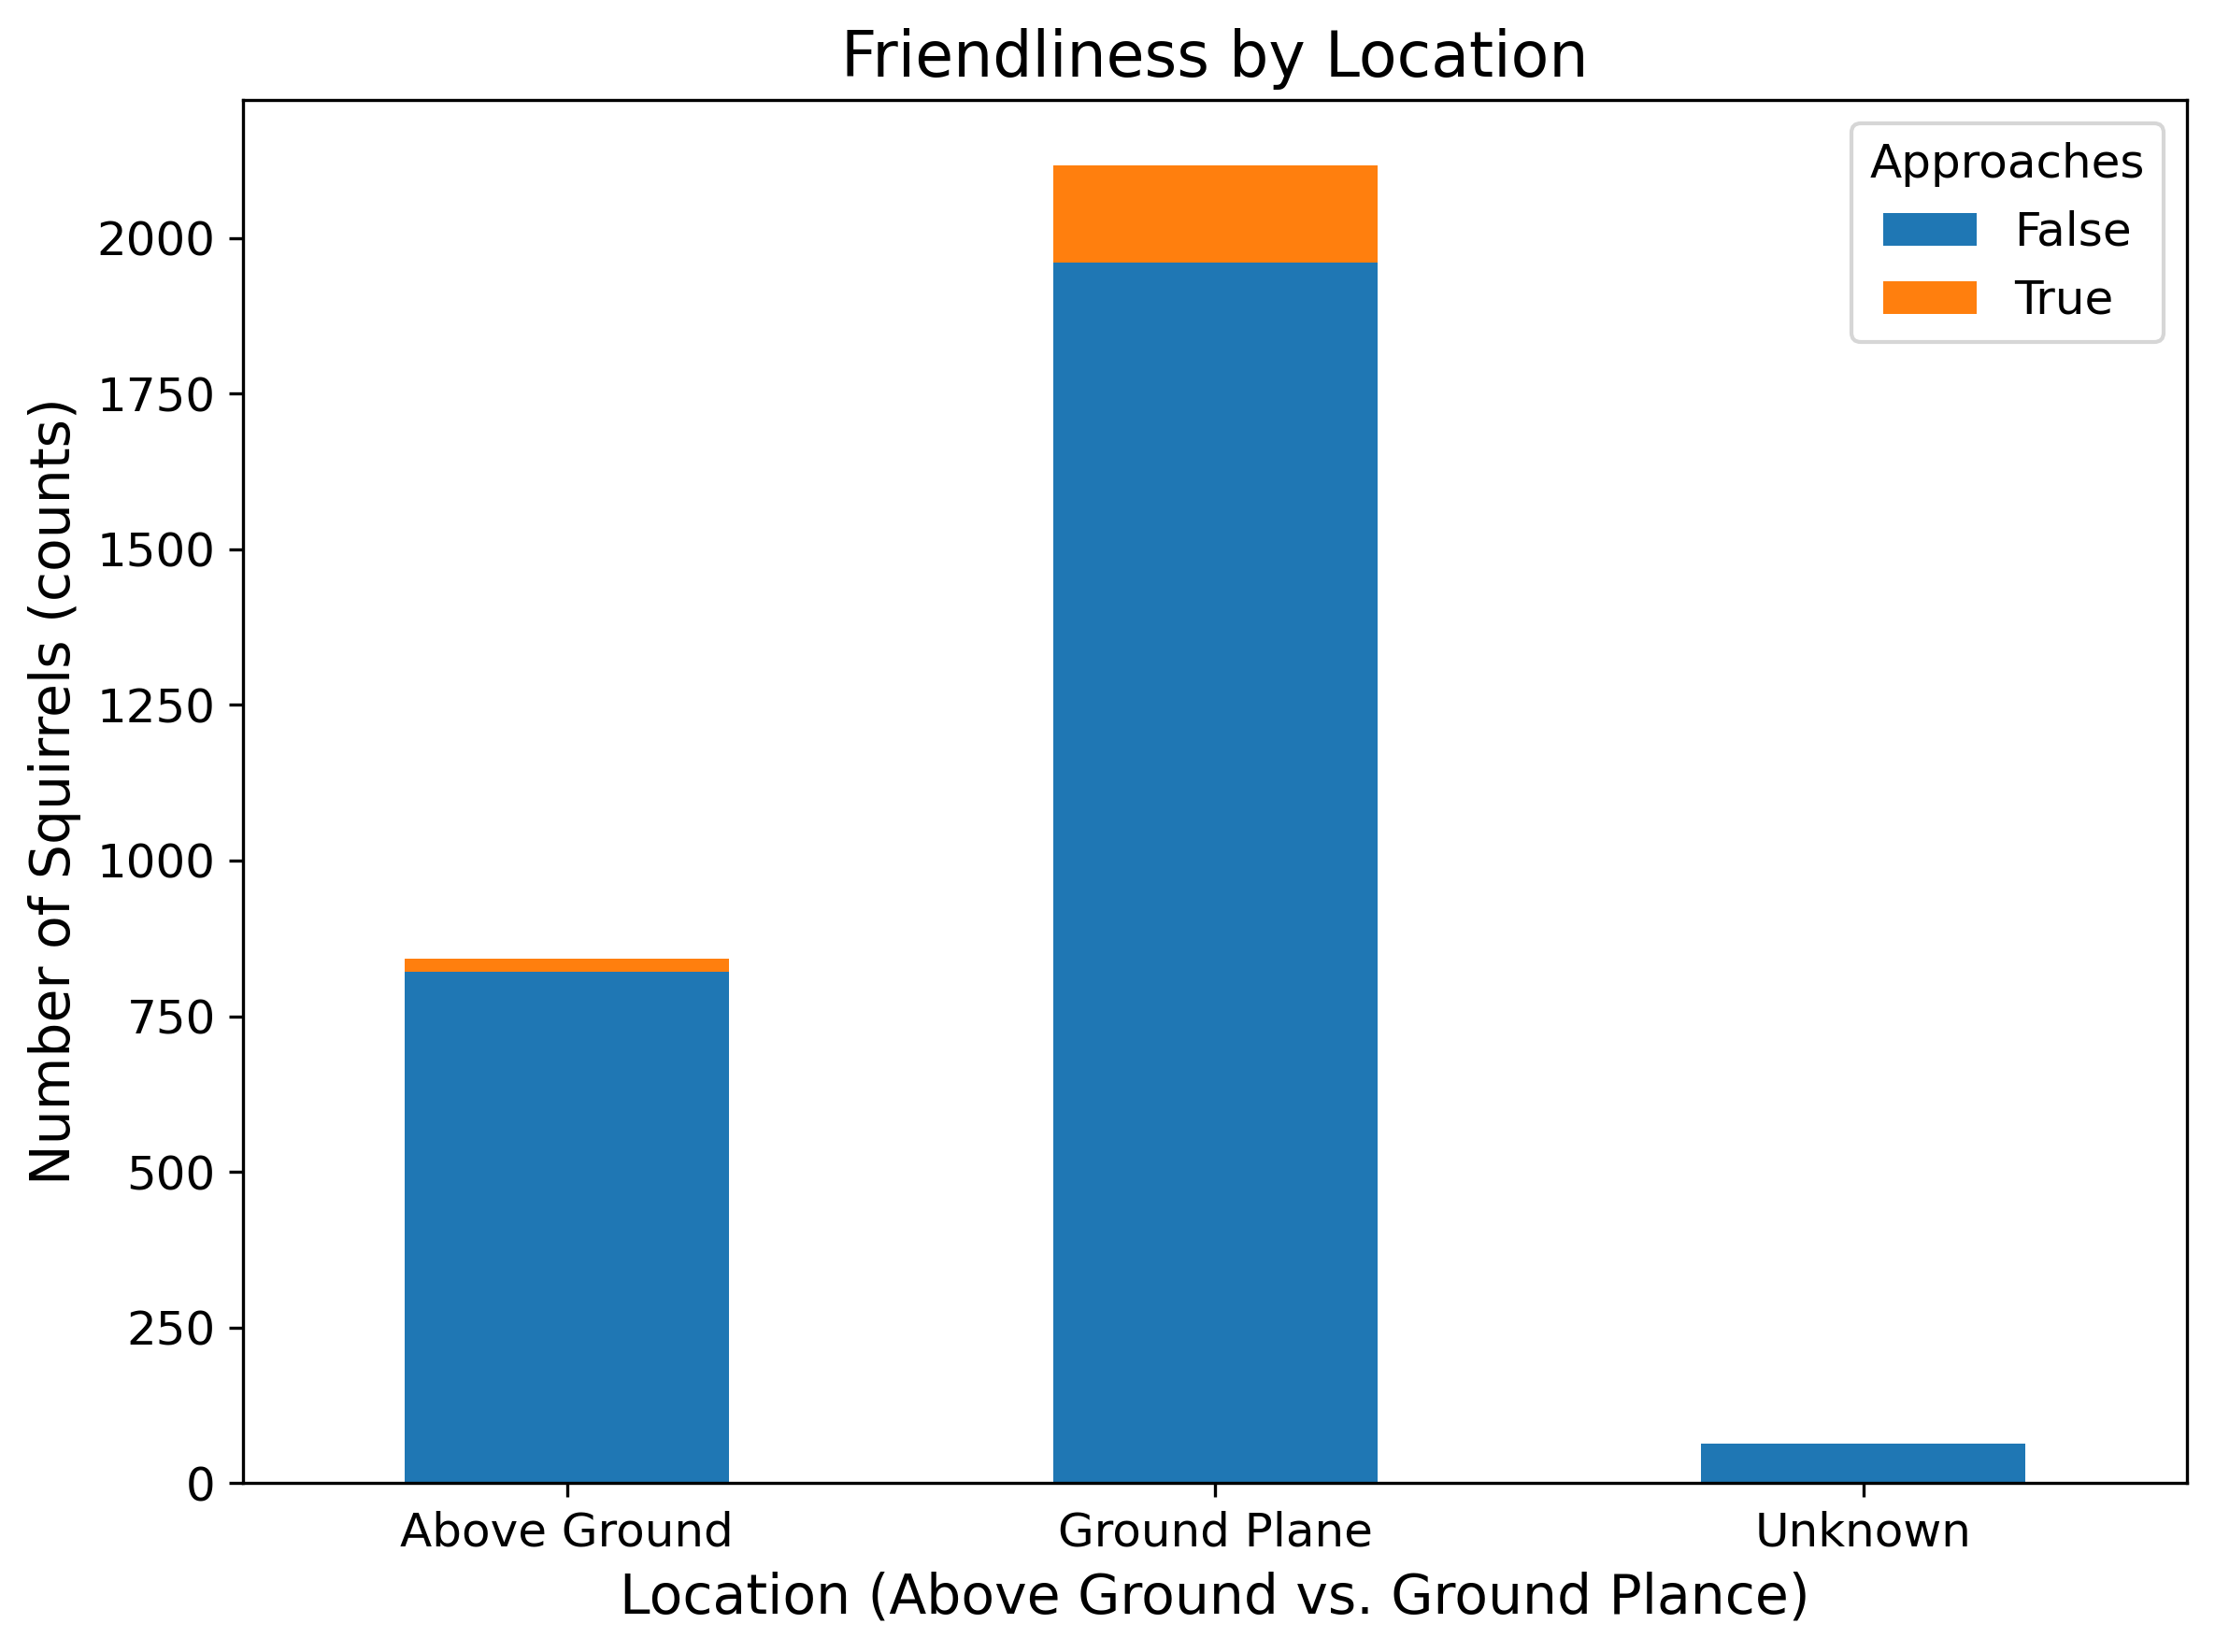 Friendliness by Location
Approaches
False
True
Number of Squirrels (counts)
2000
1750
1500
1250
1000
750
500
250
0
Above Ground
Ground Plane
Unknown
Location (Above Ground vs. Ground Plance)